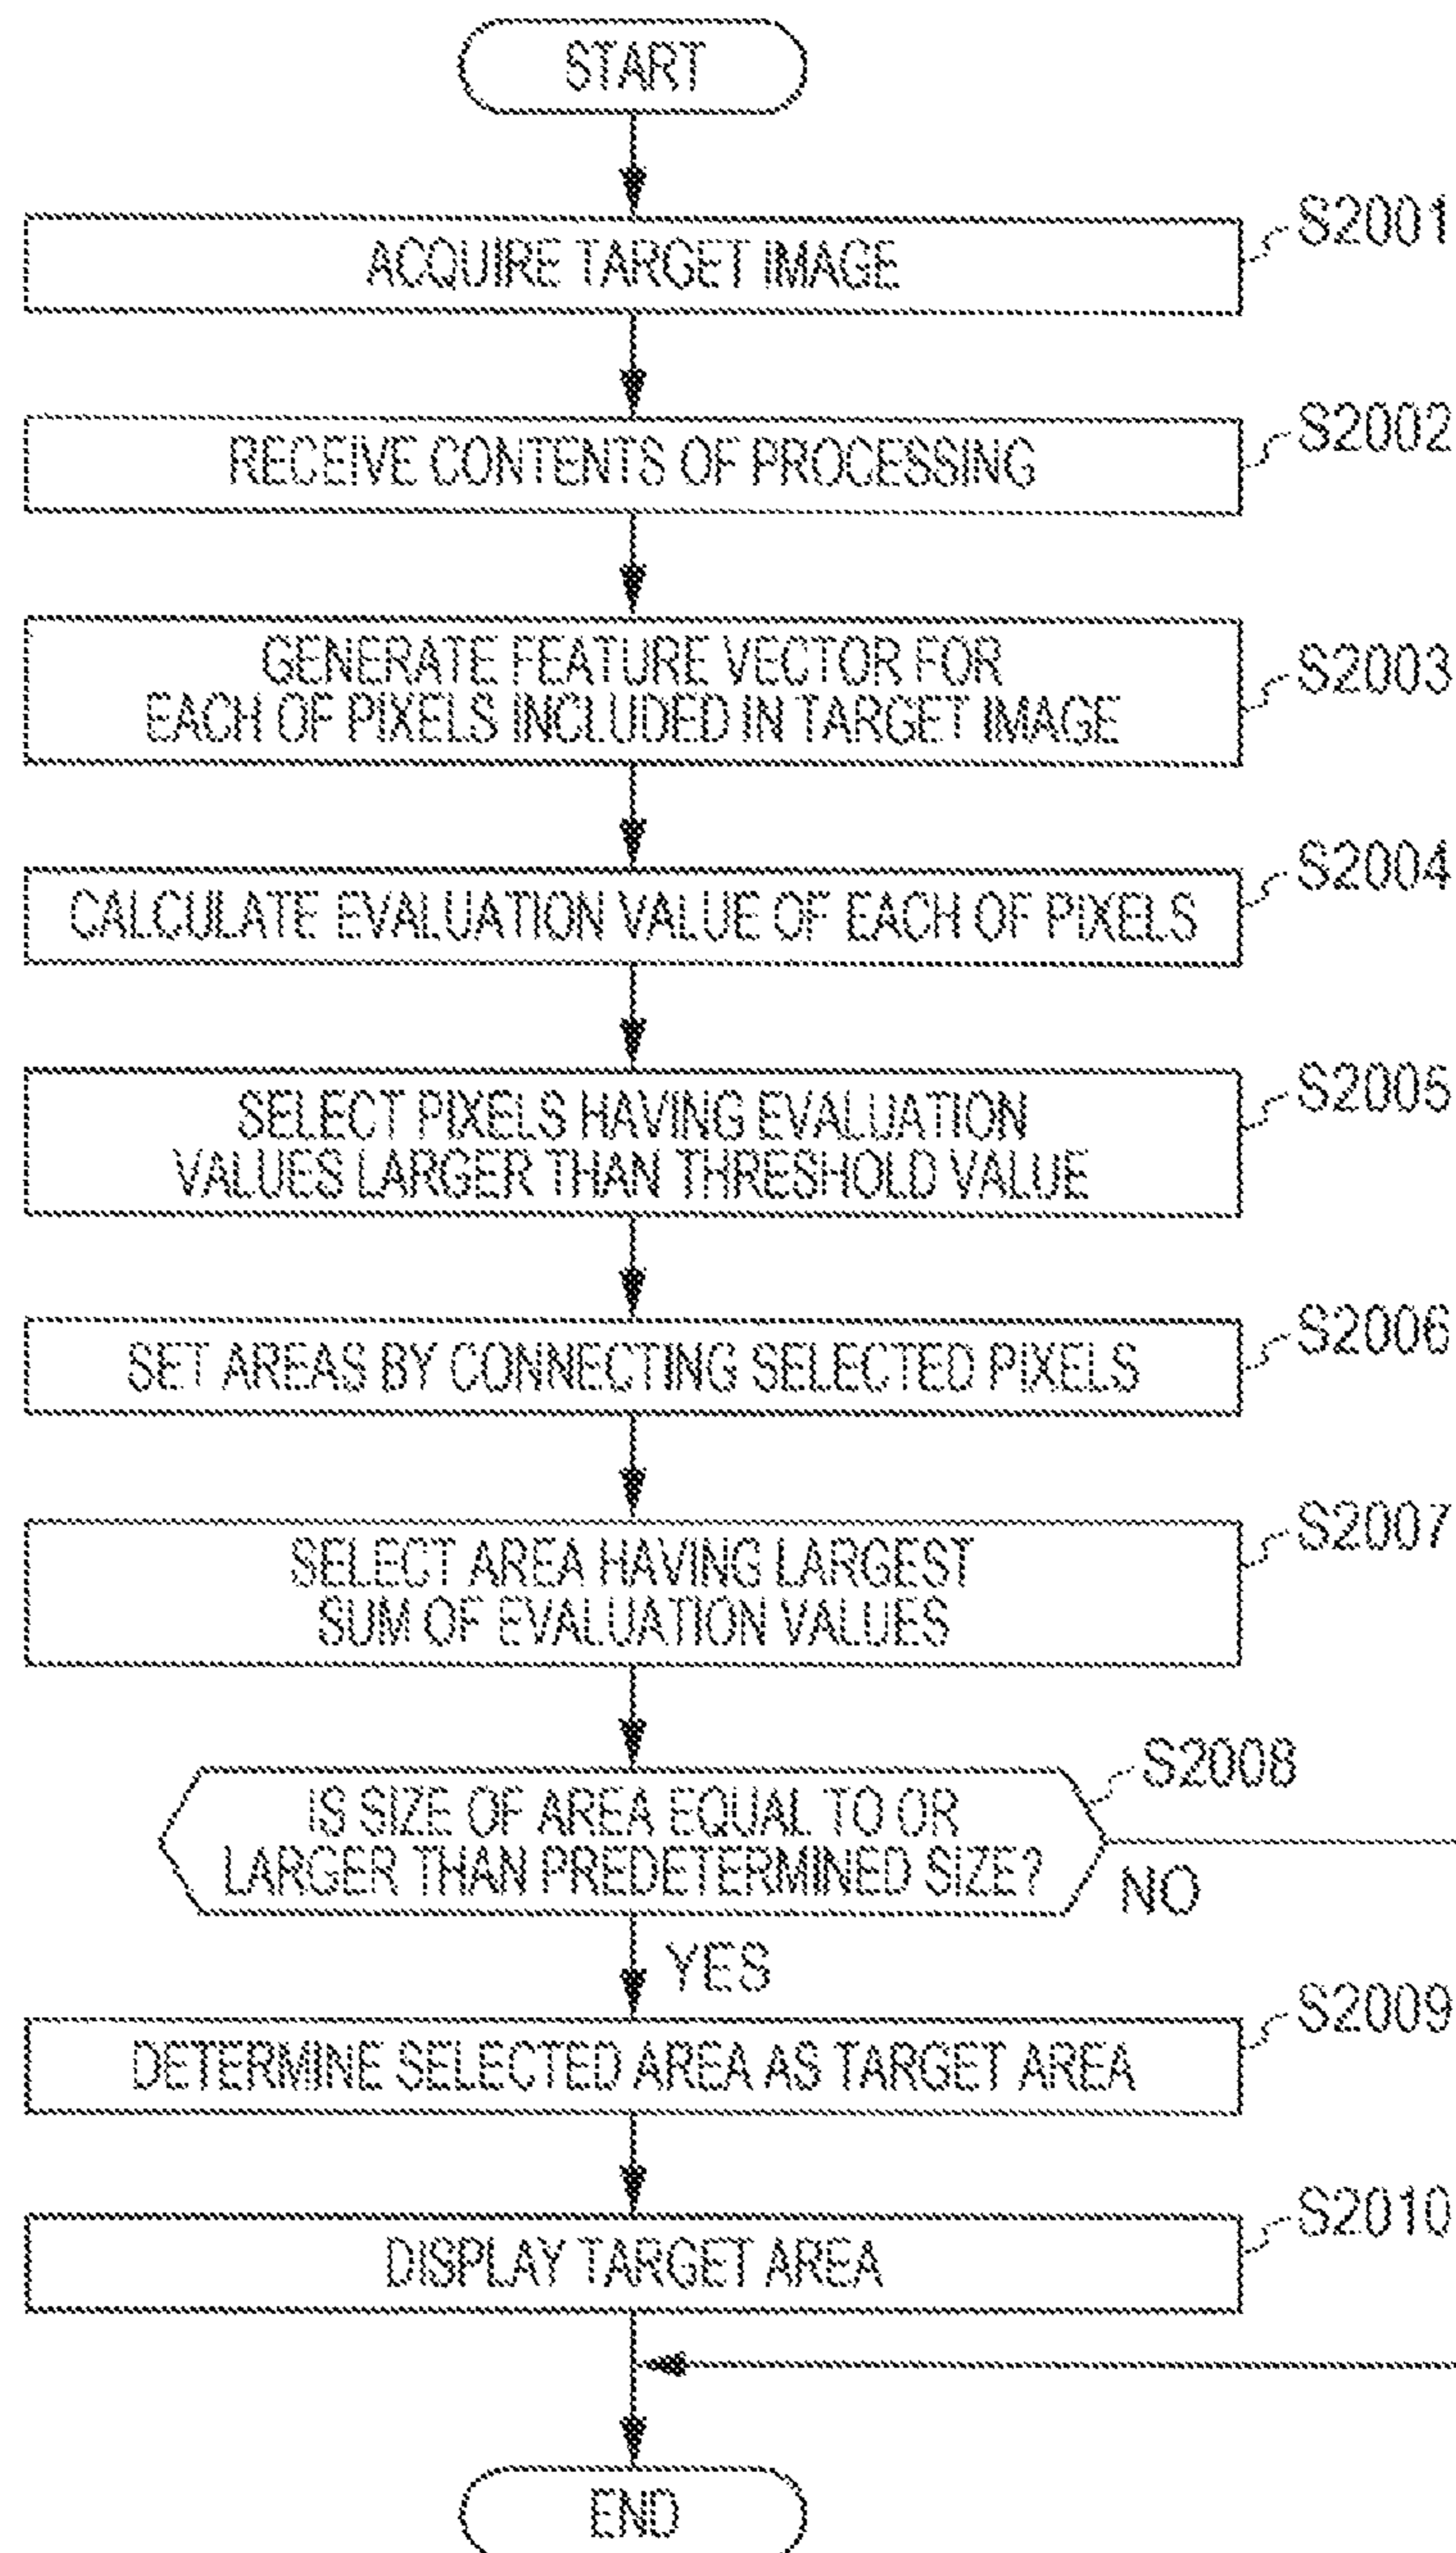 START
ACQUIRE TARGET IMAGE
S2001
RECEIVE CONTENTS OF PROCESSING
S2002
GENERATE FEATURE VECTOR FOR
EACH OF PIXELS INCLUDED IN TARGET IMAGE
S2003
CALCULATE EVALUATION VALUE OF EACH OF PIXELS
S2004
SELECT PIXELS HAVING EVALUATION
VALUES LARGER THAN THRESHOLD VALUE
S2005
SET AREAS BY CONNECTING SELECTED PIXELS
S2006
SELECT AREA HAVING LARGEST
SUM OF EVALUATION VALUES
S2007
IS SIZE OF AREA EQUAL TO OR
LARGER THAN PREDETERMINED SIZE?
S2008
NO
YES
DETERMINE SELECTED AREA AS TARGET AREA
S2009
DISPLAY TARGET AREA
S2010
END